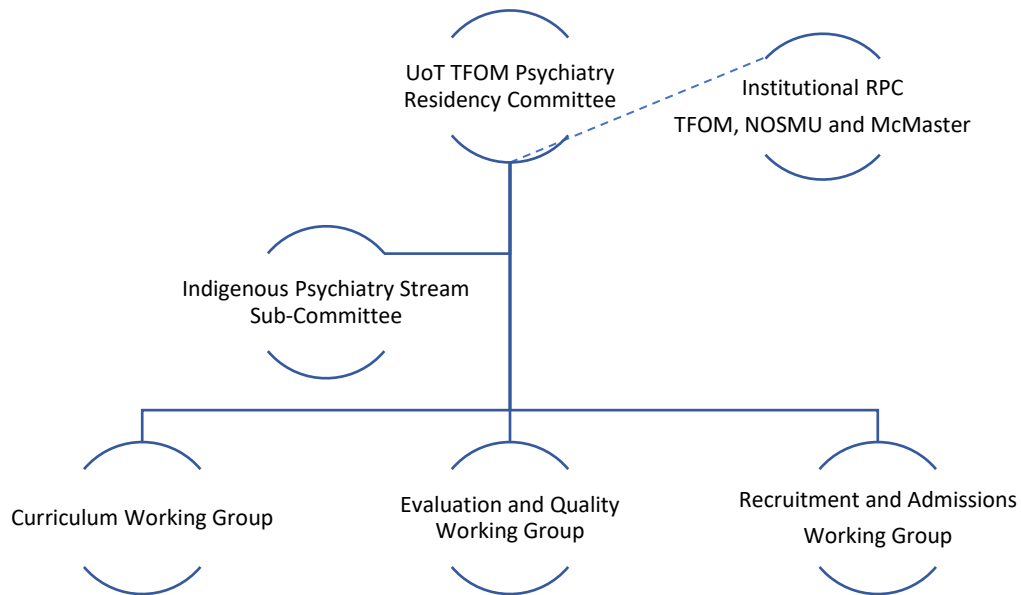 UoT TFOM Psychiatry
Residency Committee
Institutional RPC
TFOM, NOSMU and McMaster
Indigenous Psychiatry Stream
Sub-Committee
Curriculum Working Group
Evaluation and Quality
Working Group
Recruitment and Admissions
Working Group